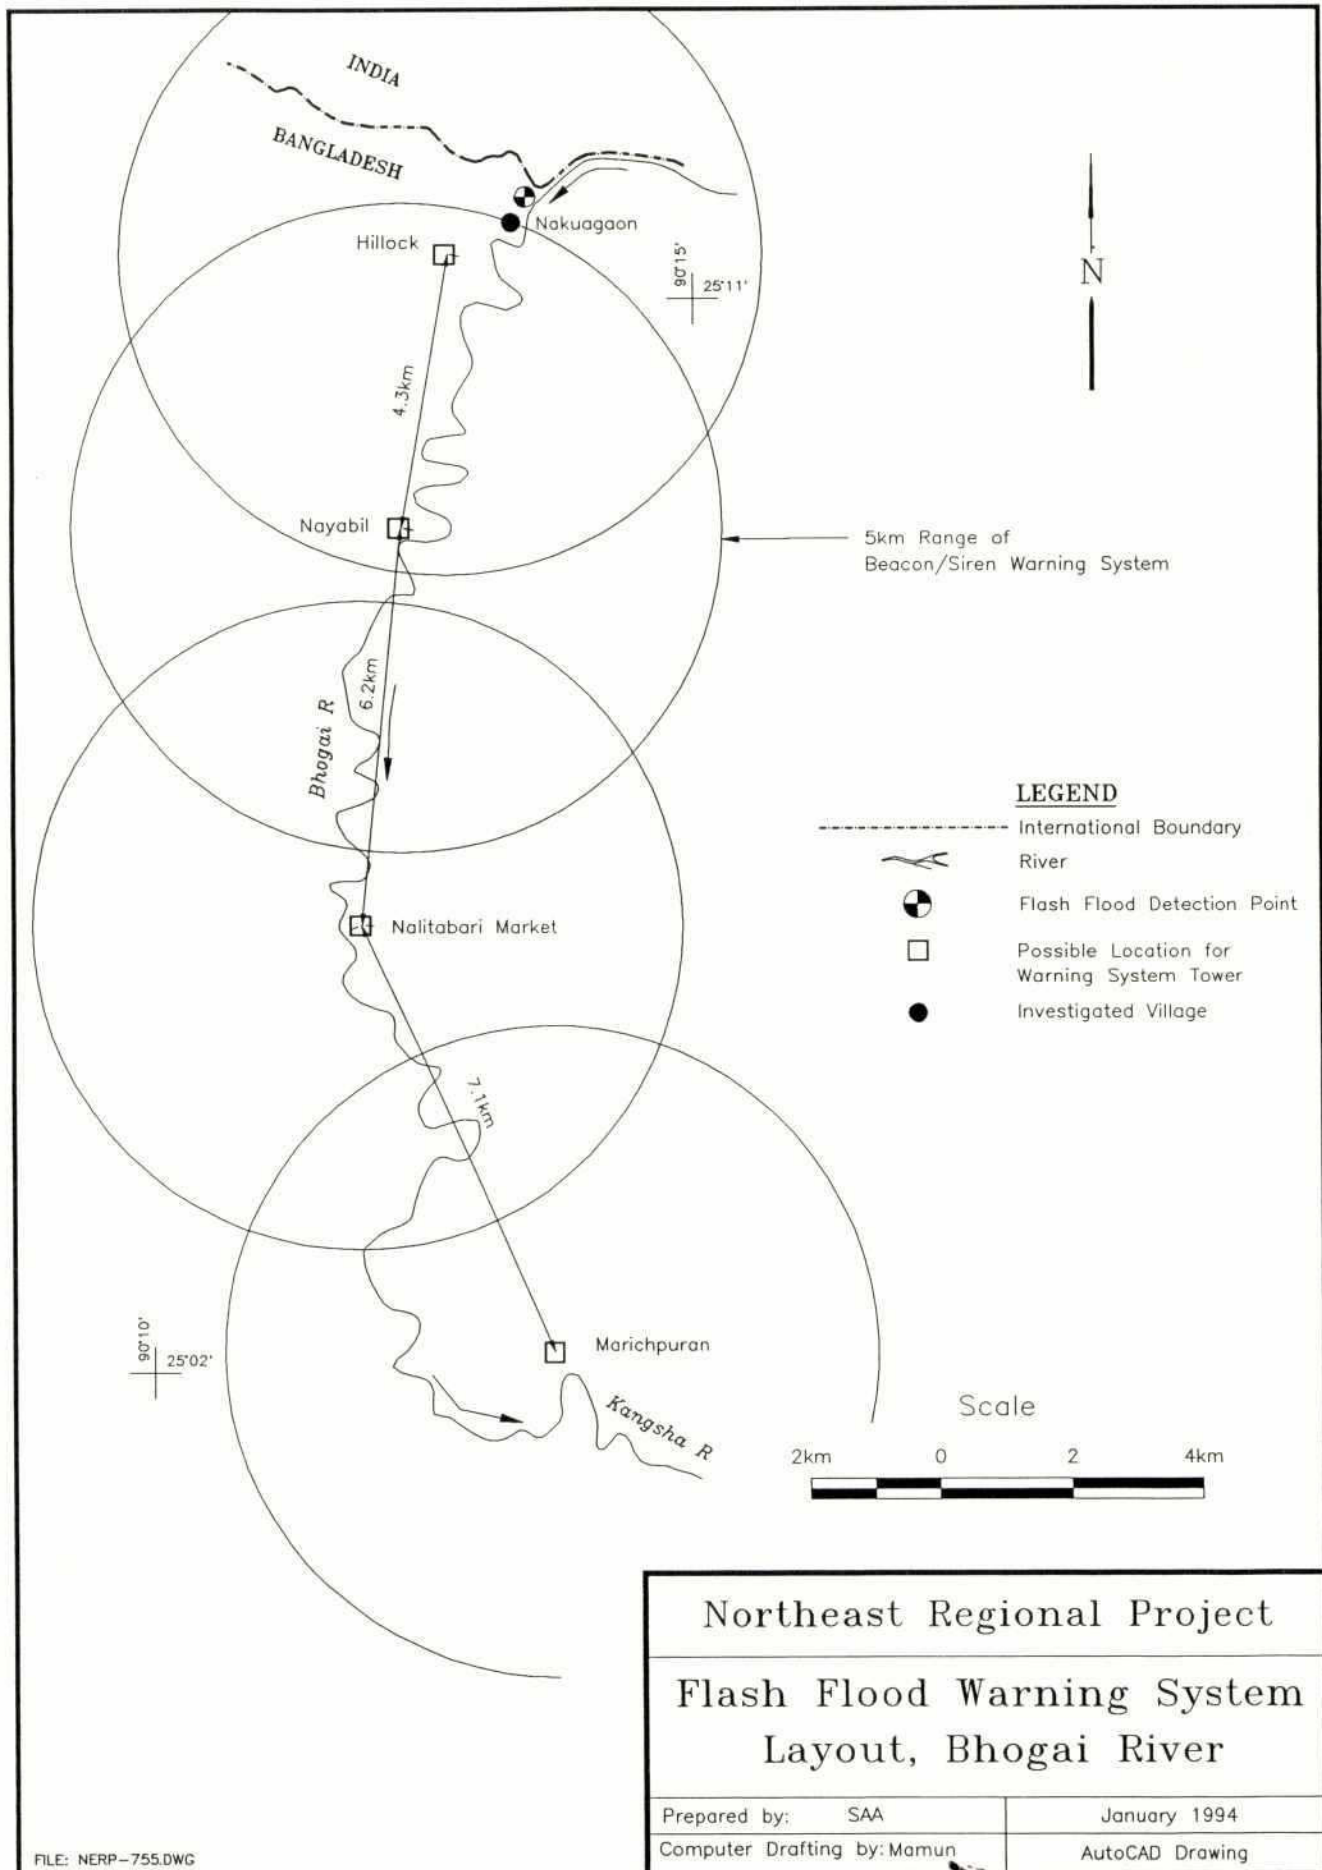 INDIA
BANGLADESH
Nakuagaon
Hillock
90°15'
25°11'
N
4.3km
Nayabil
5km Range of
Beacon/Siren Warning System
6.2km
Bhogai R
LEGEND
International Boundary
River
Flash Flood Detection Point
Possible Location for
Warning System Tower
Investigated Village
Nalitabari Market
7.1km
90°10'
25°02'
Marichpuran
Kangsha R
Scale
2km 0 2 4km
Northeast Regional Project
Flash Flood Warning System
Layout, Bhogai River
Prepared by: SAA
January 1994
Computer Drafting by: Mamun
AutoCAD Drawing
FILE: NERP-755.DWG